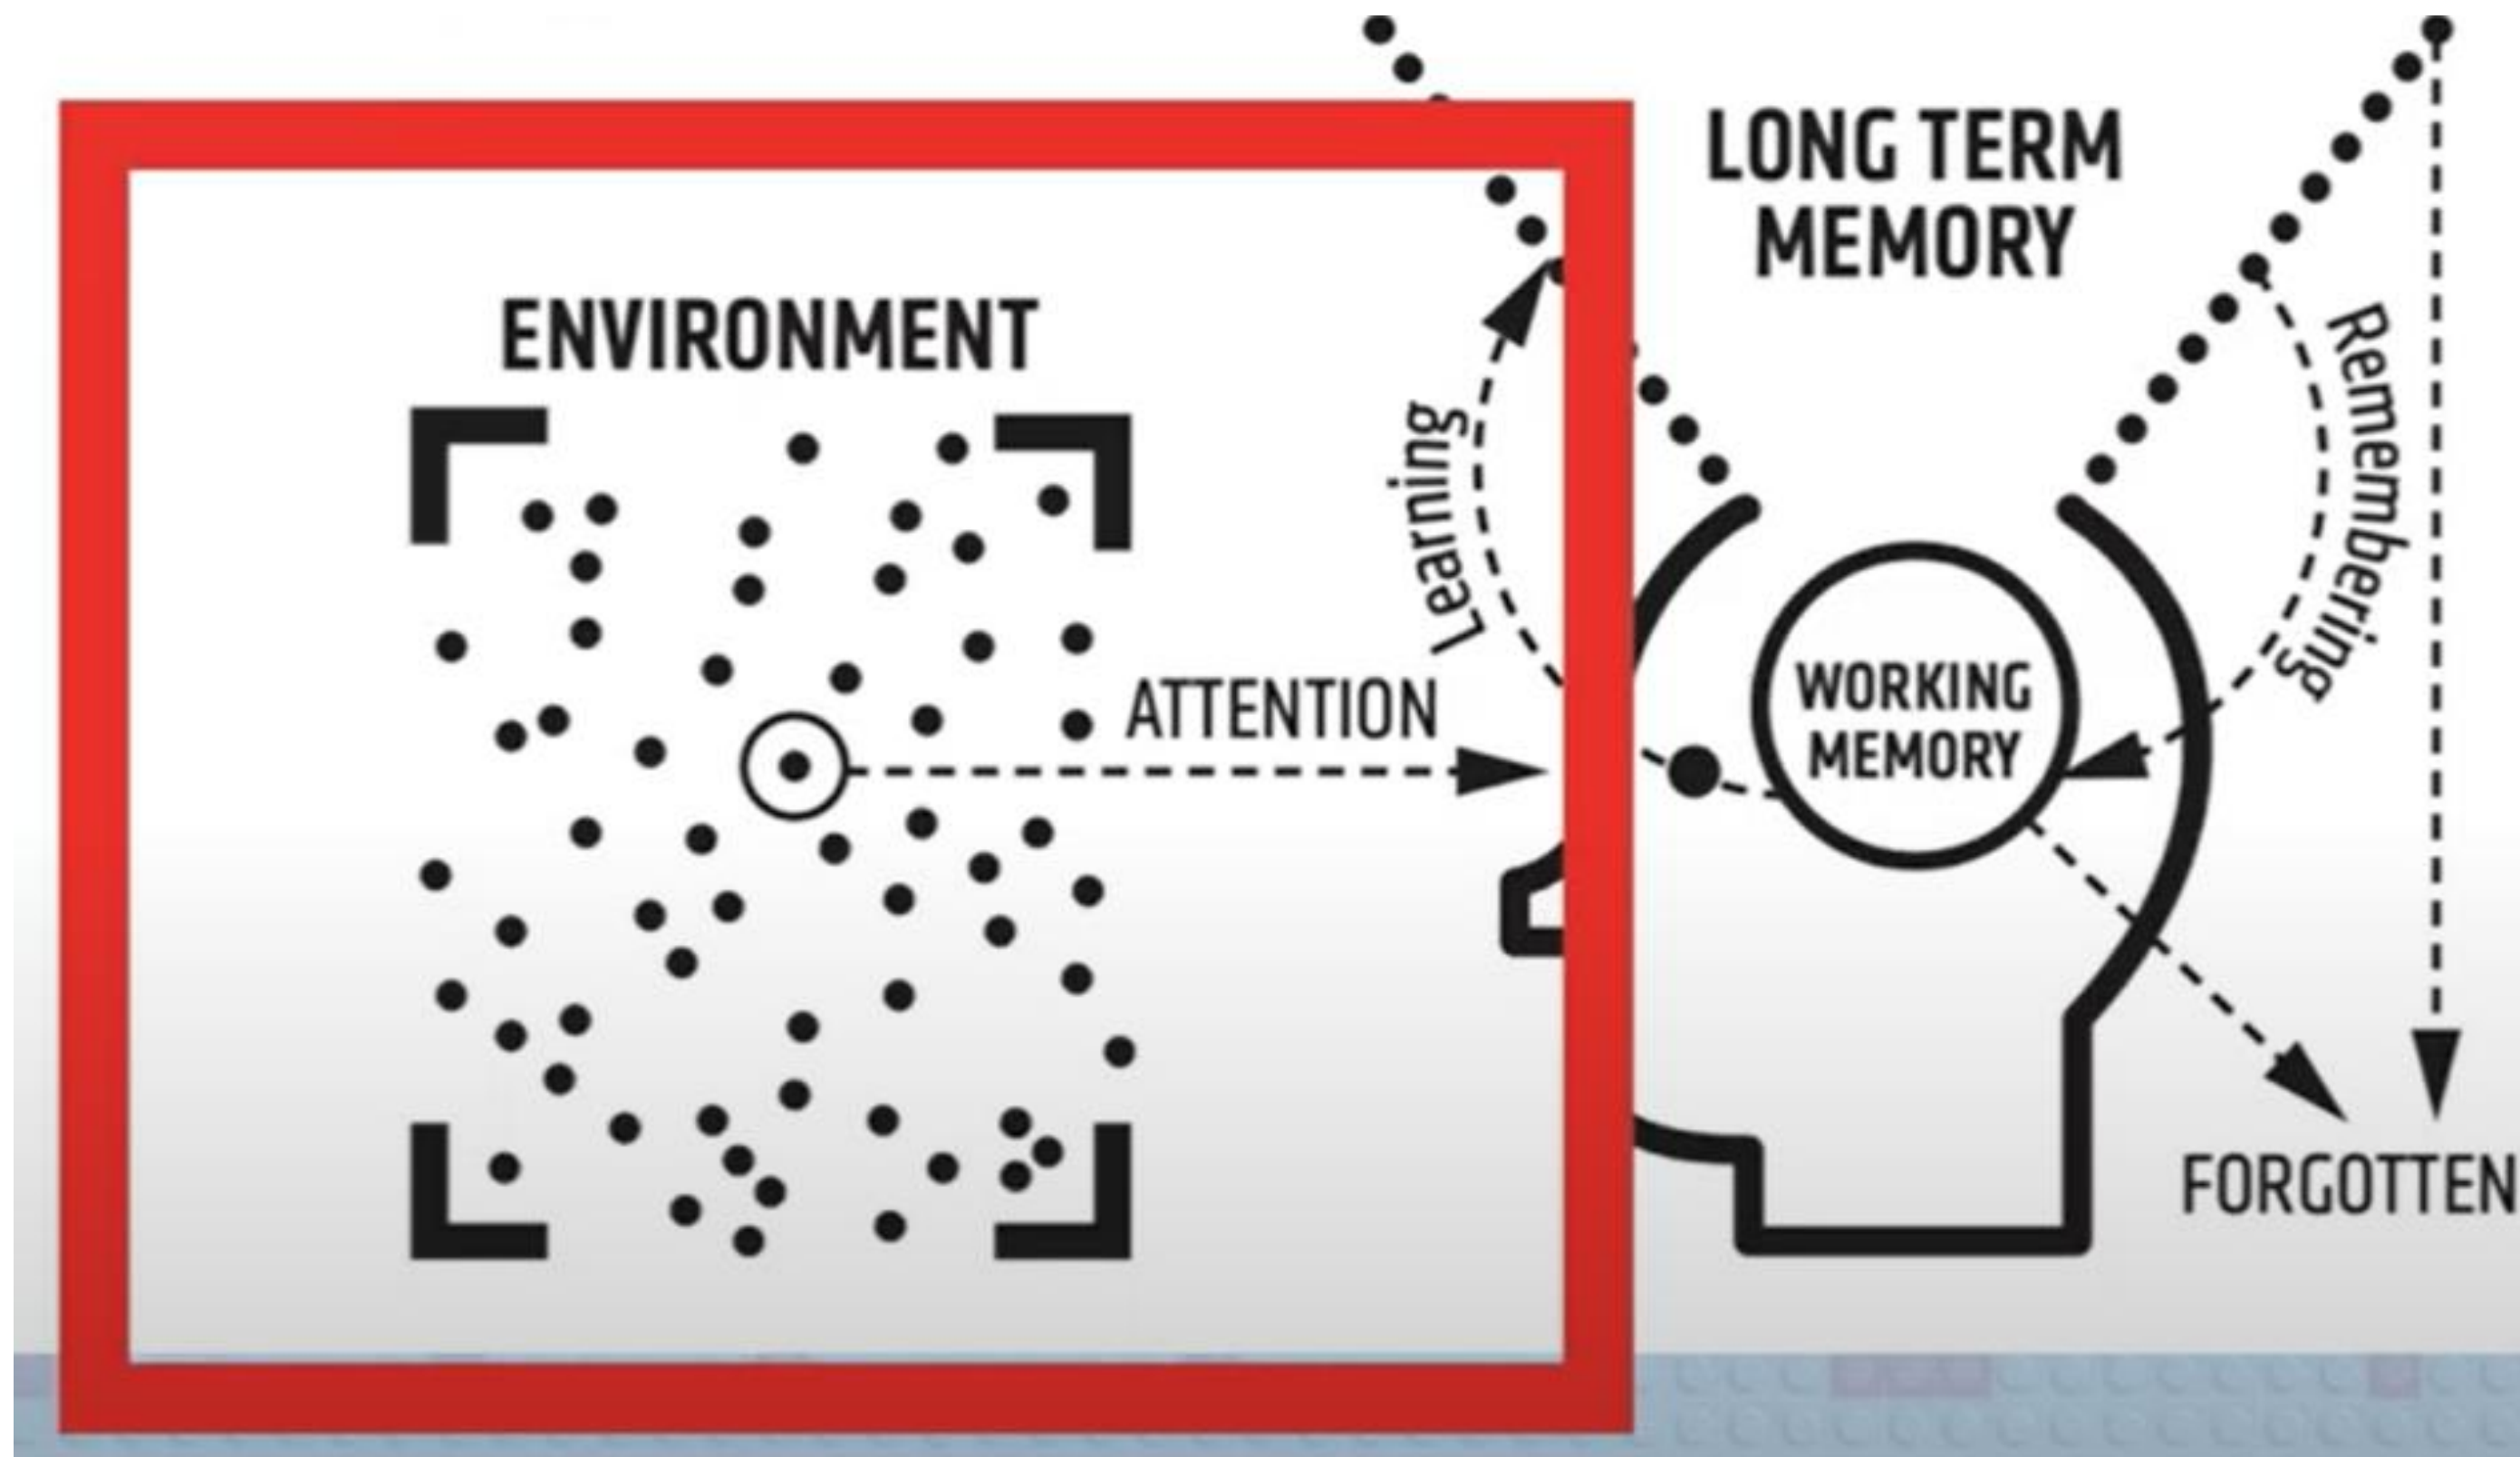 LONG TERM
MEMORY
ENVIRONMENT
Learning
Remembering
ATTENTION
WORKING
MEMORY
FORGOTTEN